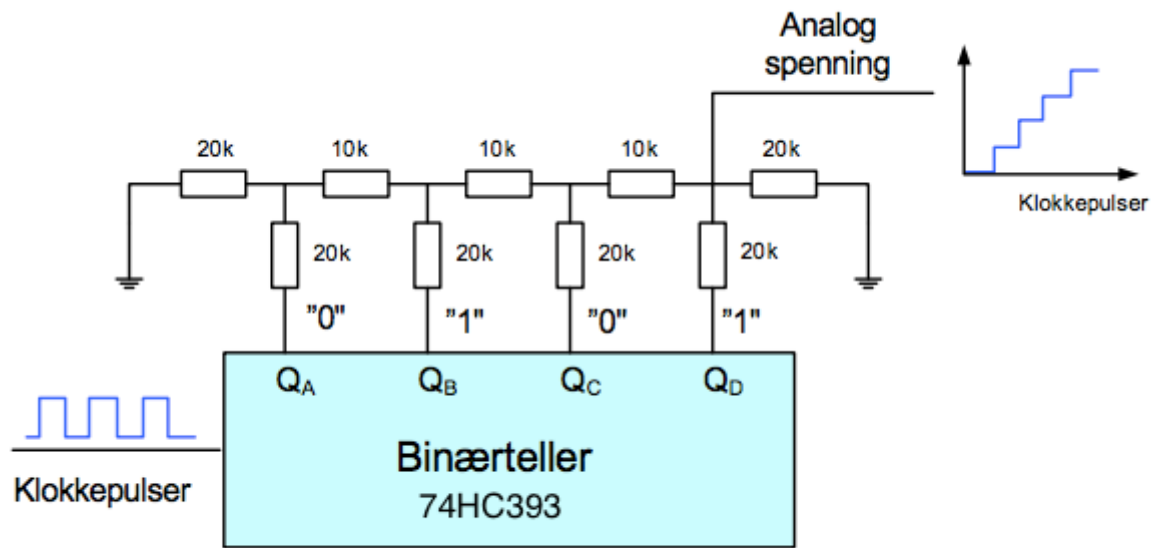 Analog
spenning
20k
10k
10k
10k
20k
Klokkepulser
20k
20k
20k
20k
"0"
"1"
"0"
"1"
QA
QB
QC
QD
Binærteller
74HC393
Klokkepulser